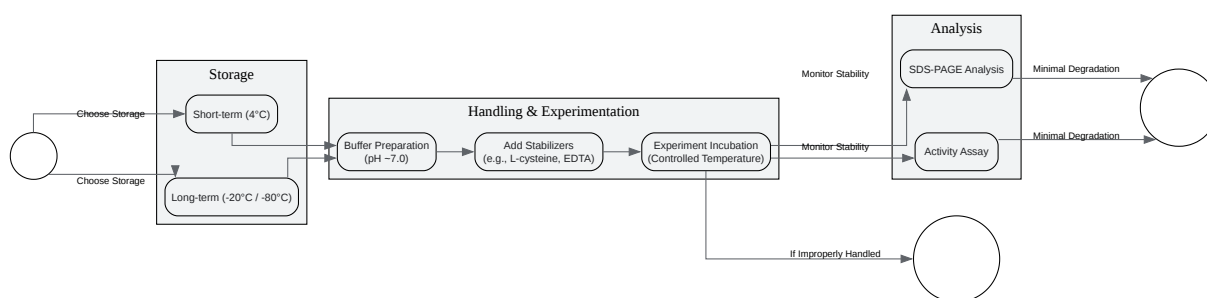 Choose Storage
Choose Storage
Storage
Short-term (4°C)
Long-term (-20°C / -80°C)
Handling & Experimentation
Buffer Preparation
(pH ~7.0)
Add Stabilizers
(e.g., L-cysteine, EDTA)
Experiment Incubation
(Controlled Temperature)
Monitor Stability
Monitor Stability
If Improperly Handled
Analysis
SDS-PAGE Analysis
Activity Assay
Minimal Degradation
Minimal Degradation